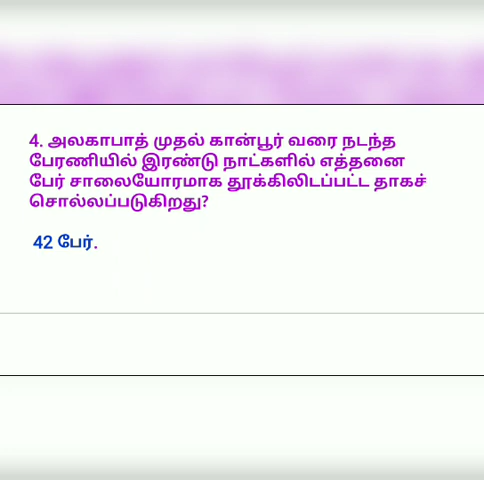 4. அலகாபாத் முதல் கான்பூர் வரை நடந்த
பேரணியில் இரண்டு நாட்களில் எத்தனை
பேர் சாலையோரமாக தூக்கிலிடப்பட்ட தாகச்
சொல்லப்படுகிறது?
42 பேர்.